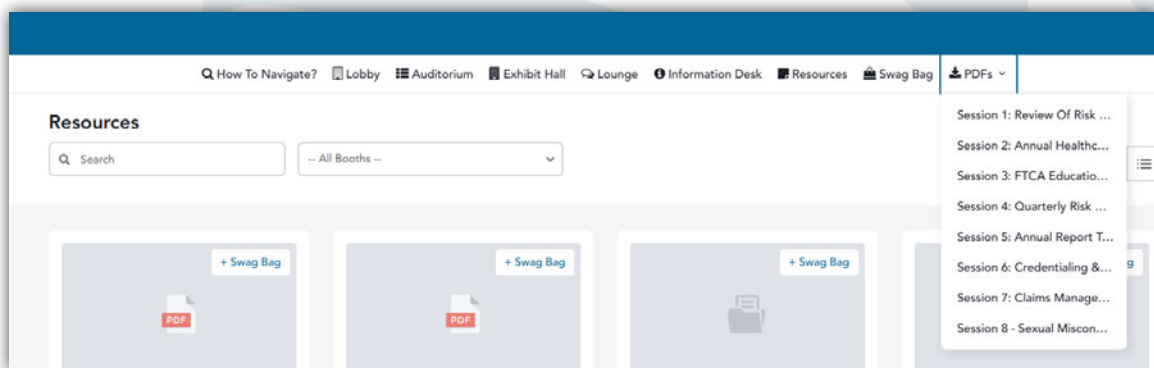 How To Navigate? Lobby Auditorium Exhibit Hall Lounge Information Desk Resources Swag Bag PDFs
Resources
Search
-- All Booths --
Session 1: Review Of Risk ...
Session 2: Annual Healthc...
Session 3: FTCA Educatio...
Session 4: Quarterly Risk ...
Session 5: Annual Report T...
Session 6: Credentialing &...
Session 7: Claims Manage...
Session 8 - Sexual Miscon...
+ Swag Bag
+ Swag Bag
+ Swag Bag
g
PDF
PDF